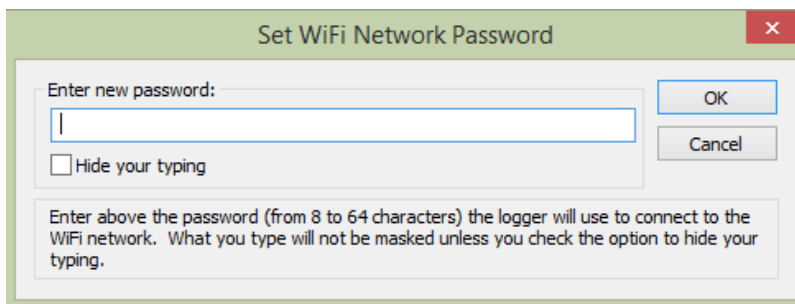 Set WiFi Network Password
Enter new password:
OK
Cancel
Hide your typing
Enter above the password (from 8 to 64 characters) the logger will use to connect to the
WiFi network.  What you type will not be masked unless you check the option to hide your
typing.